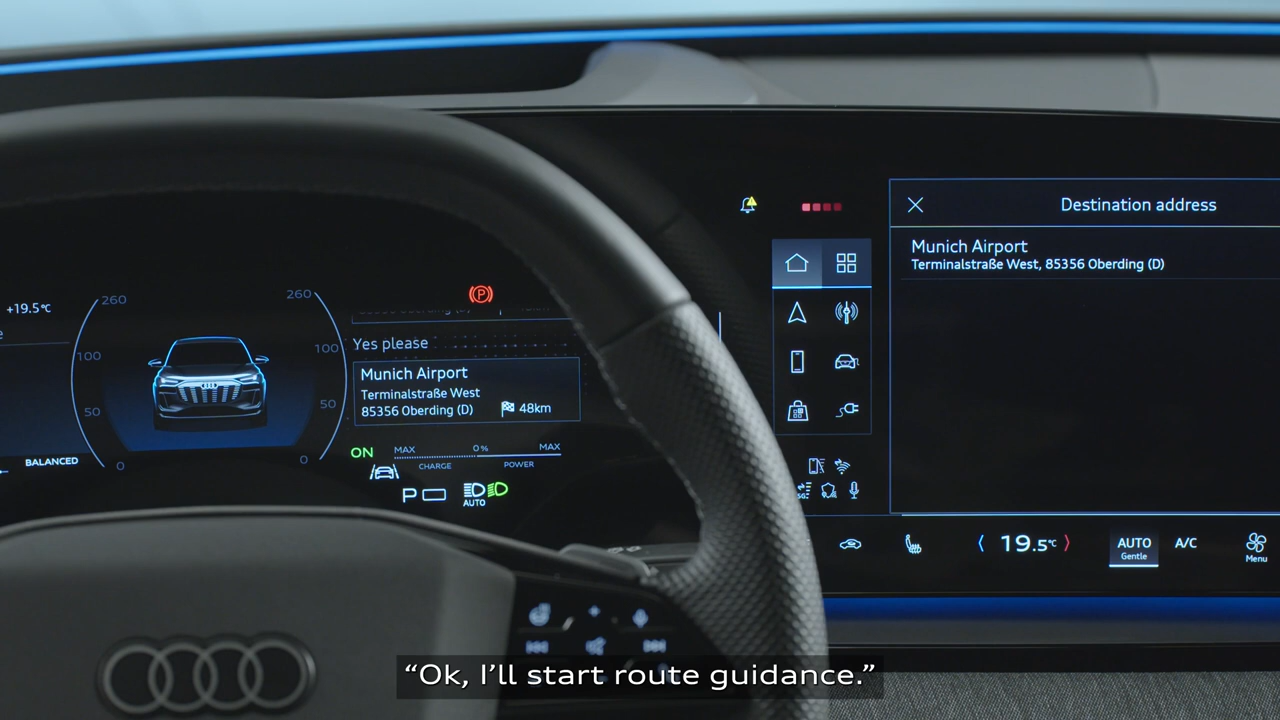 +19.5°C
260
100
50
0
BALANCED
260
100
50
0
(P)
Yes please
Munich Airport
Terminalstraße West
85356 Oberding (D)
48km
ON
MAX
0%
MAX
CHARGE
POWER
P
AUTO
Destination address
Munich Airport
Terminalstraße West, 85356 Oberding (D)
5G
19.5°C
AUTO
Gentle
A/C
Menu
“Ok, I’ll start route guidance.”